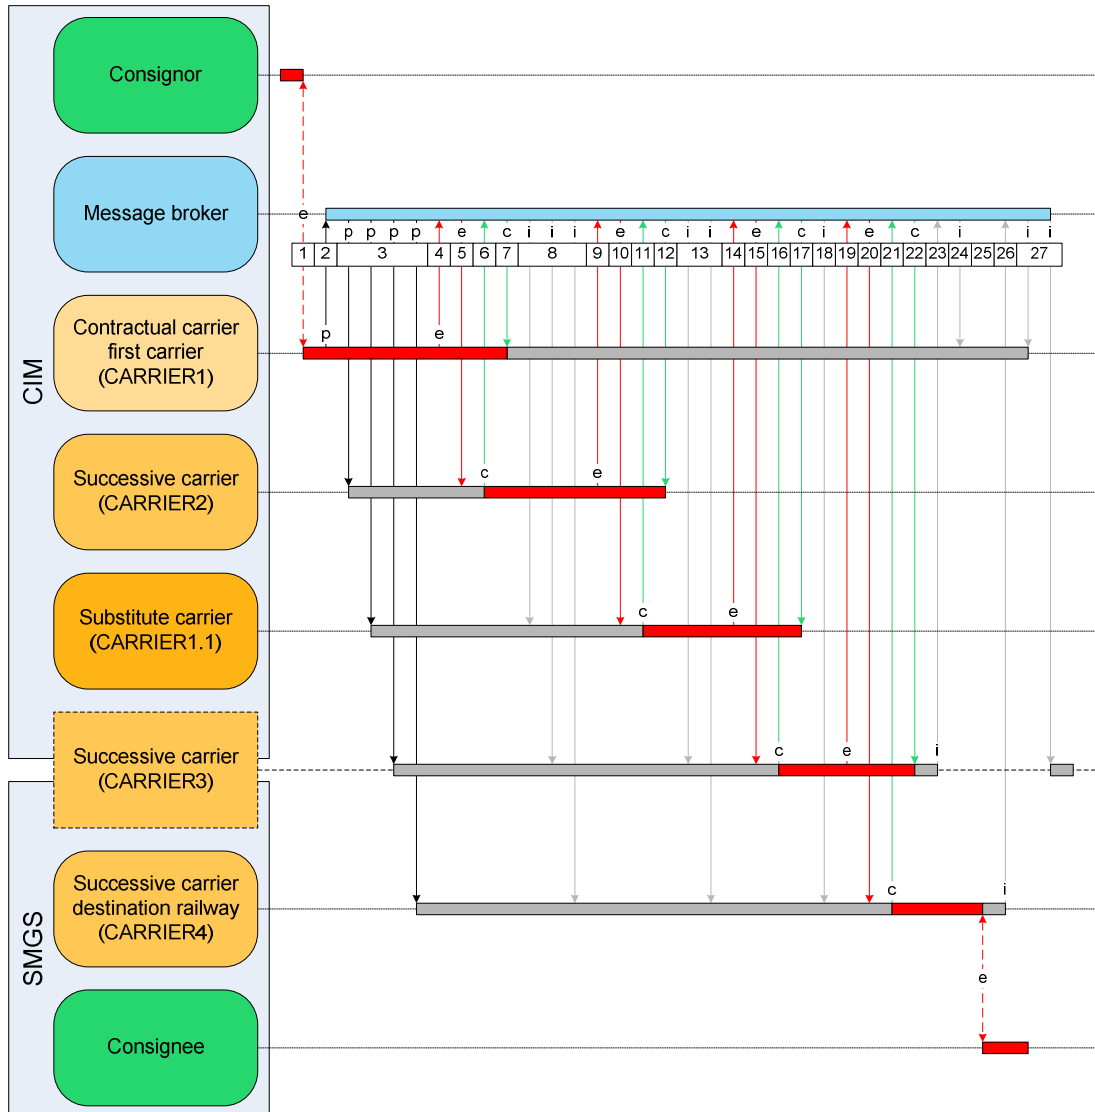 Consignor
e
Message broker
p p p p e c i i i e c i i e c i e c i i i
1 2 3 4 5 6 7 8 9 10 11 12 13 14 15 16 17 18 19 20 21 22 23 24 25 26 27
CIM
Contractual carrier
first carrier
(CARRIER1)
p e
Successive carrier
(CARRIER2)
c e
Substitute carrier
(CARRIER1.1)
c e
Successive carrier
(CARRIER3)
c e i
SMGS
Successive carrier
destination railway
(CARRIER4)
c i
e
Consignee